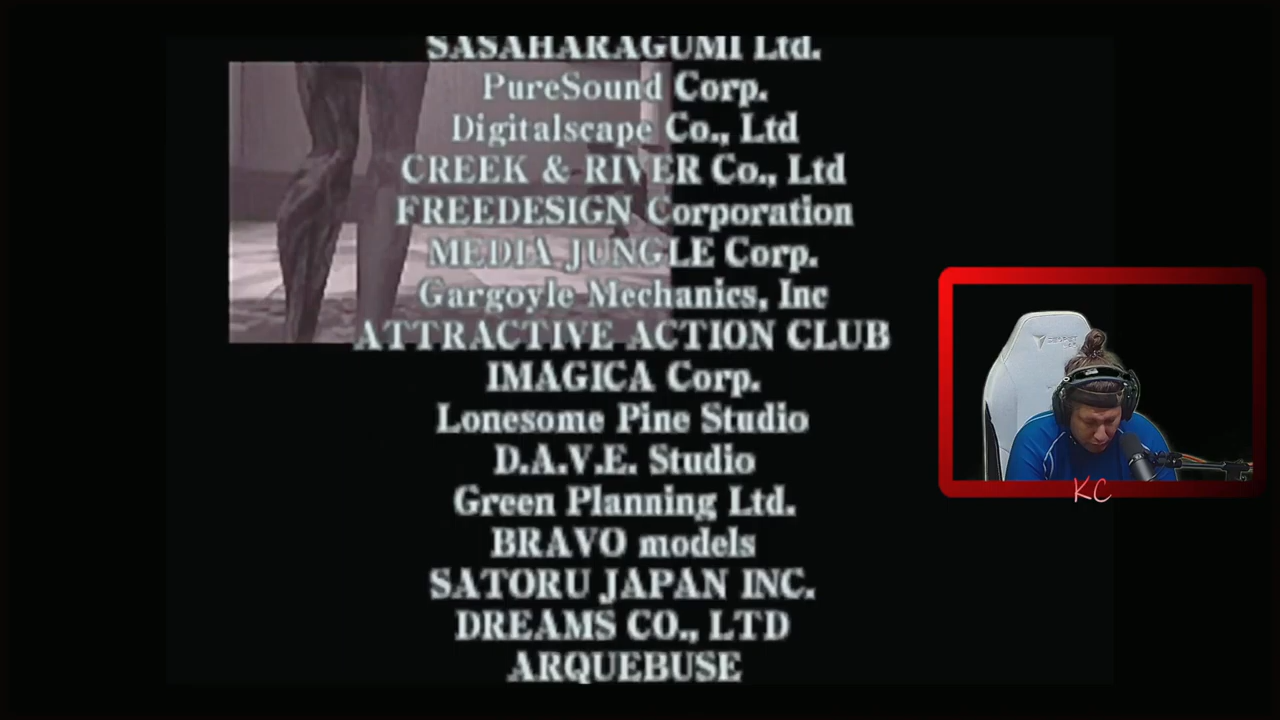 SASAHARAGUMI Ltd.
PureSound Corp.
Digitalscape Co., Ltd
CREEK & RIVER Co., Ltd
FREEDESIGN Corporation
MEDIA JUNGLE Corp.
Gargoyle Mechanics, Inc
ATTRACTIVE ACTION CLUB
IMAGICA Corp.
Lonesome Pine Studio
D.A.V.E. Studio
Green Planning Ltd.
BRAVO models
SATORU JAPAN INC.
DREAMS CO., LTD
ARQUEBUSE
KC